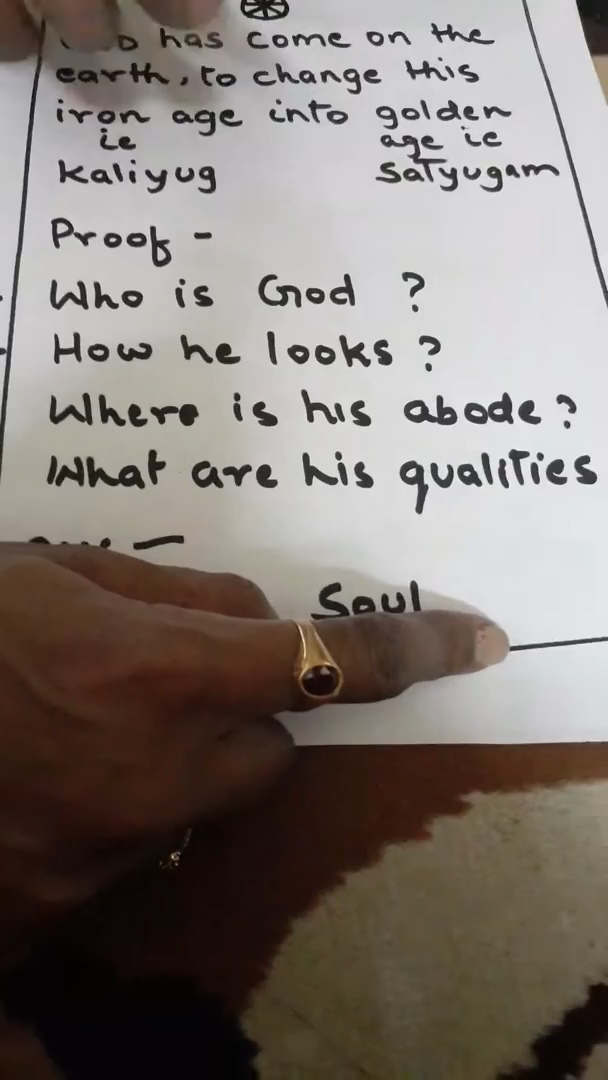 has come on the
earth, to change this
iron age into golden
ie age ie
Kaliyug Satyugam
Proof -
Who is God ?
How he looks ?
Where is his abode?
What are his qualities
Soul